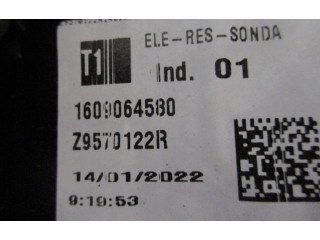 T1
ELE-RES-SONDA
Ind. 01
1609064580
Z9570122R
14/01/2022
9:19:53